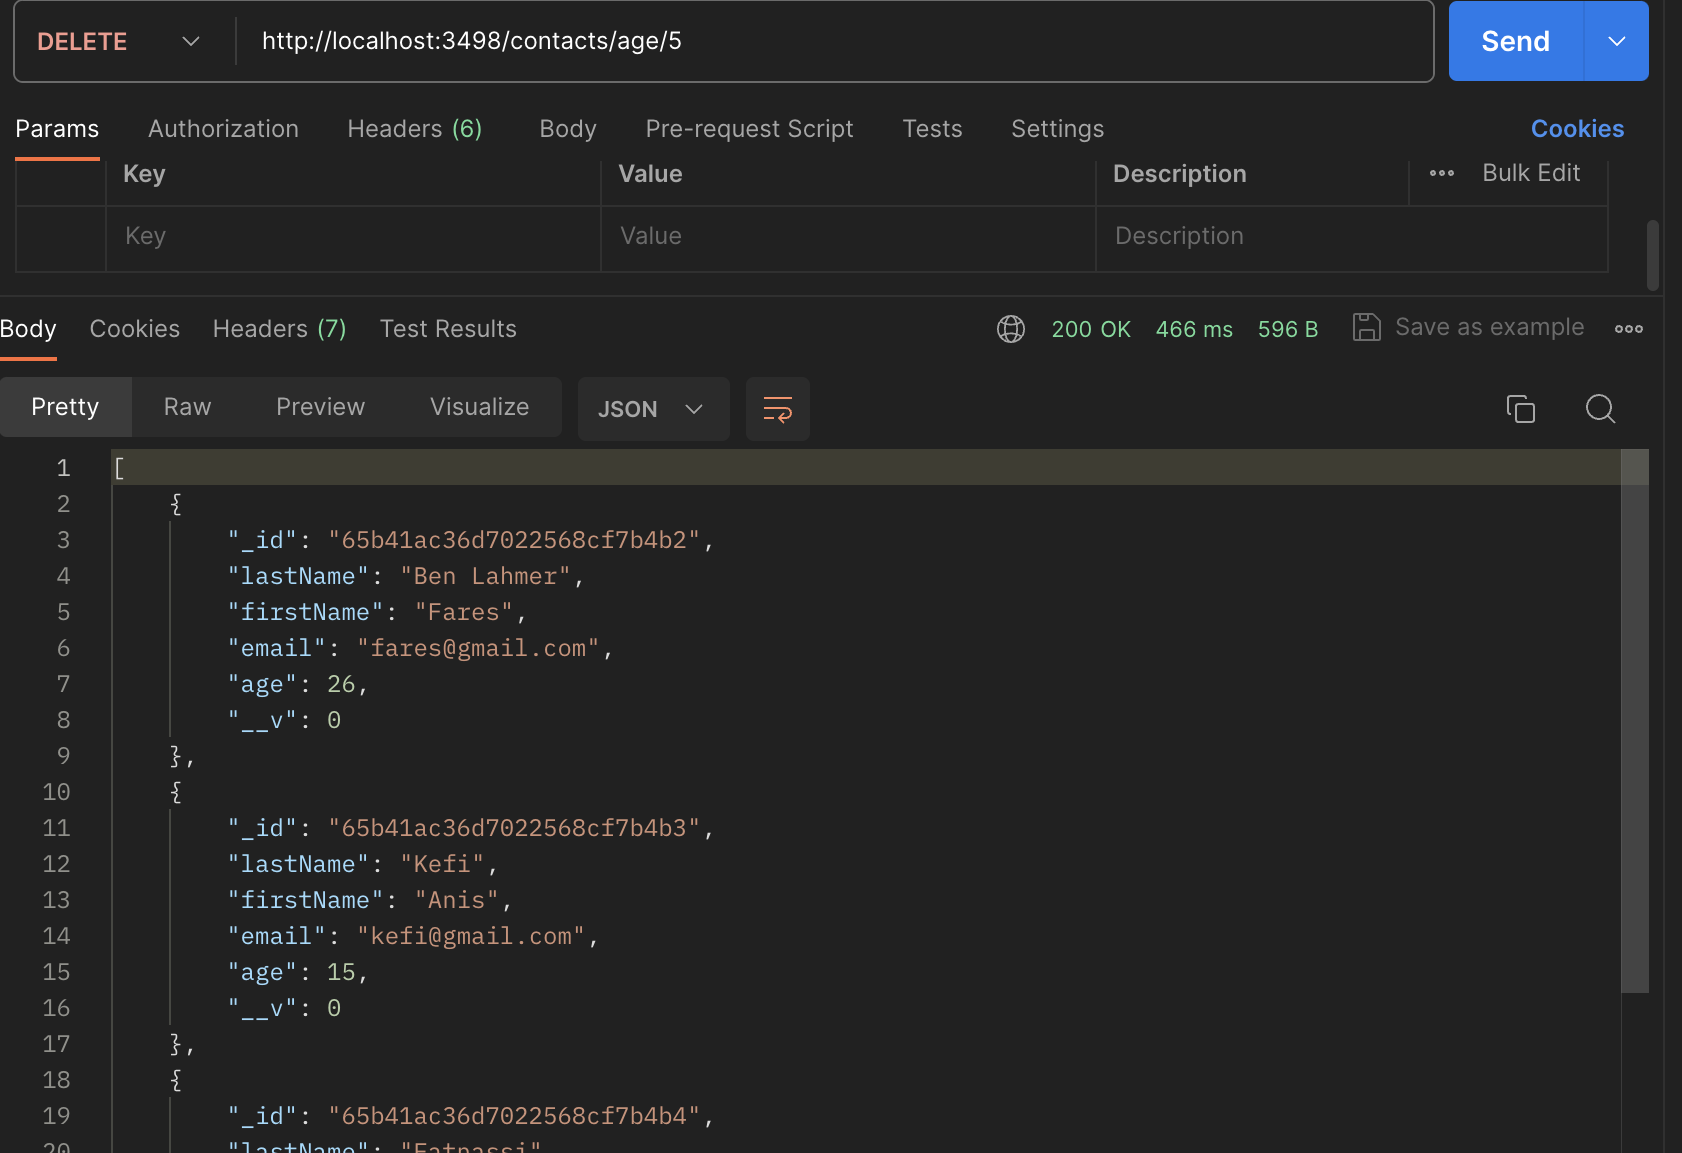 DELETE http://localhost:3498/contacts/age/5 Send
Params Authorization Headers (6) Body Pre-request Script Tests Settings Cookies
Key Value Description Bulk Edit
Key Value Description
Body Cookies Headers (7) Test Results 200 OK 466 ms 596 B Save as example
Pretty Raw Preview Visualize JSON
1 [
2 {
3 "_id": "65b41ac36d7022568cf7b4b2",
4 "lastName": "Ben Lahmer",
5 "firstName": "Fares",
6 "email": "fares@gmail.com",
7 "age": 26,
8 "__v": 0
9 },
10 {
11 "_id": "65b41ac36d7022568cf7b4b3",
12 "lastName": "Kefi",
13 "firstName": "Anis",
14 "email": "kefi@gmail.com",
15 "age": 15,
16 "__v": 0
17 },
18 {
19 "_id": "65b41ac36d7022568cf7b4b4",
20 "lastName":